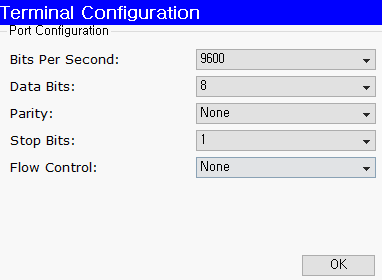 Terminal Configuration
Port Configuration
Bits Per Second: 9600
Data Bits: 8
Parity: None
Stop Bits: 1
Flow Control: None
OK